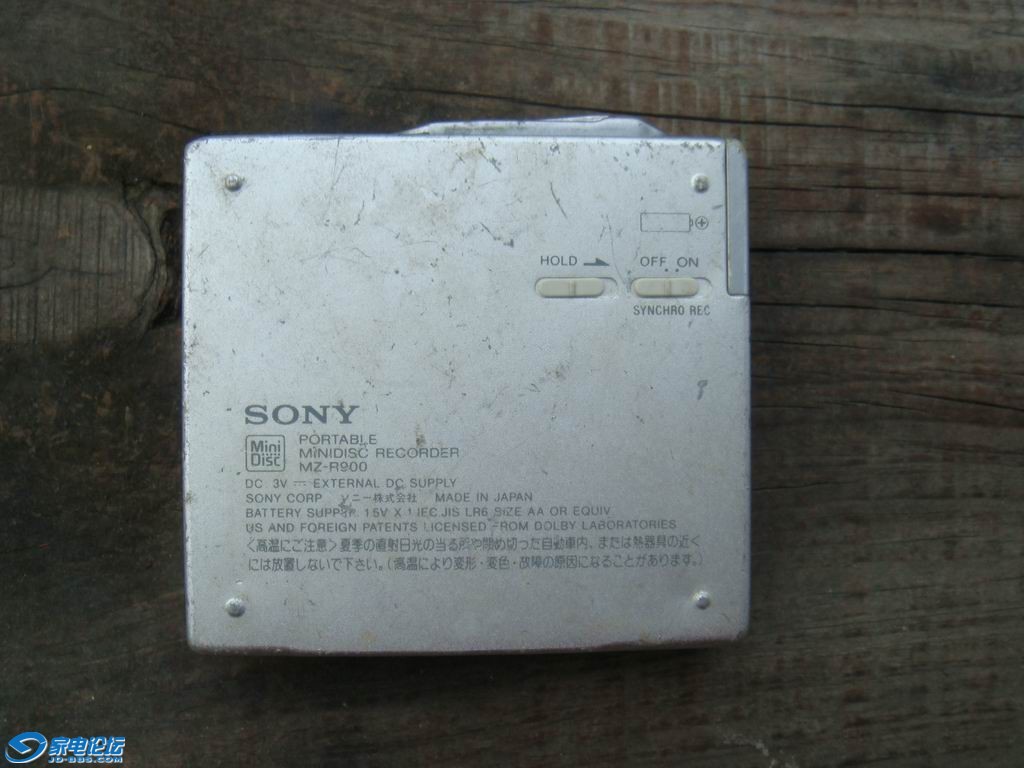 HOLD OFF ON
SYNCHRO REC
SONY
Mini Disc
PORTABLE
MINIDISC RECORDER
MZ-R900
DC 3V EXTERNAL DC SUPPLY
SONY CORP ソニー株式会社 MADE IN JAPAN
BATTERY SUPPLY 1.5V X 1 IEC JIS LR6 SIZE AA OR EQUIV
US AND FOREIGN PATENTS LICENSED FROM DOLBY LABORATORIES
<高温にご注意>夏季の直射日光の当る所や閉め切った自動車内、または熱器具の近く
には放置しないで下さい。(高温により変形・変色・故障の原因になることがあります。)
家电论坛
JD-BBS.COM